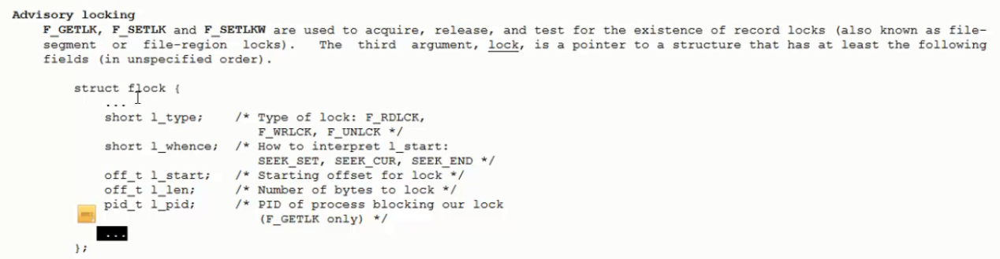 Advisory locking
F_GETLK, F_SETLK and F_SETLKW are used to acquire, release, and test for the existence of record locks (also known as file-
segment or file-region locks). The third argument, lock, is a pointer to a structure that has at least the following
fields (in unspecified order).
struct flock {
...
short l_type; /* Type of lock: F_RDLCK,
F_WRLCK, F_UNLCK */
short l_whence; /* How to interpret l_start:
SEEK_SET, SEEK_CUR, SEEK_END */
off_t l_start; /* Starting offset for lock */
off_t l_len; /* Number of bytes to lock */
pid_t l_pid; /* PID of process blocking our lock
(F_GETLK only) */
...
};